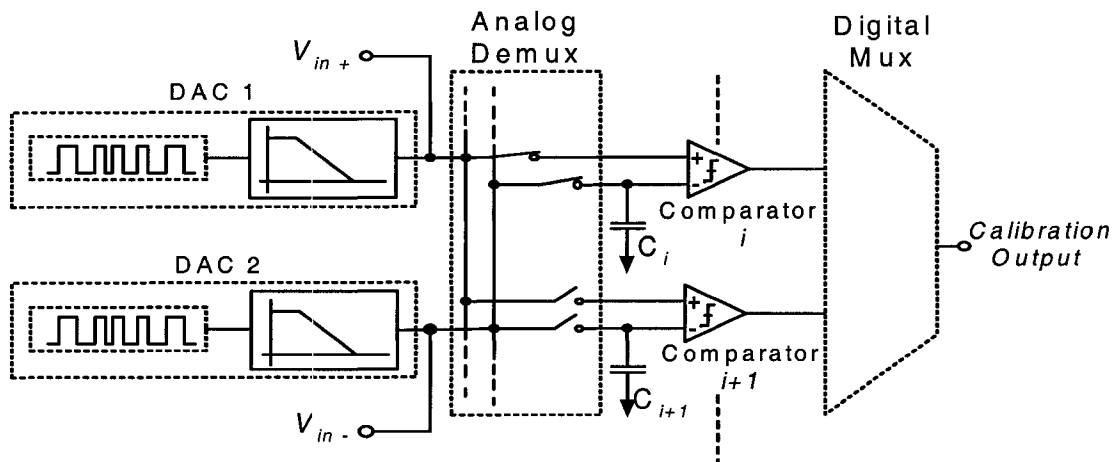 Analog
Demux
Digital
Mux
V in +
DAC 1
+
-
Comparator
i
C i
Calibration
Output
DAC 2
+
-
Comparator
i+1
C i+1
V in -